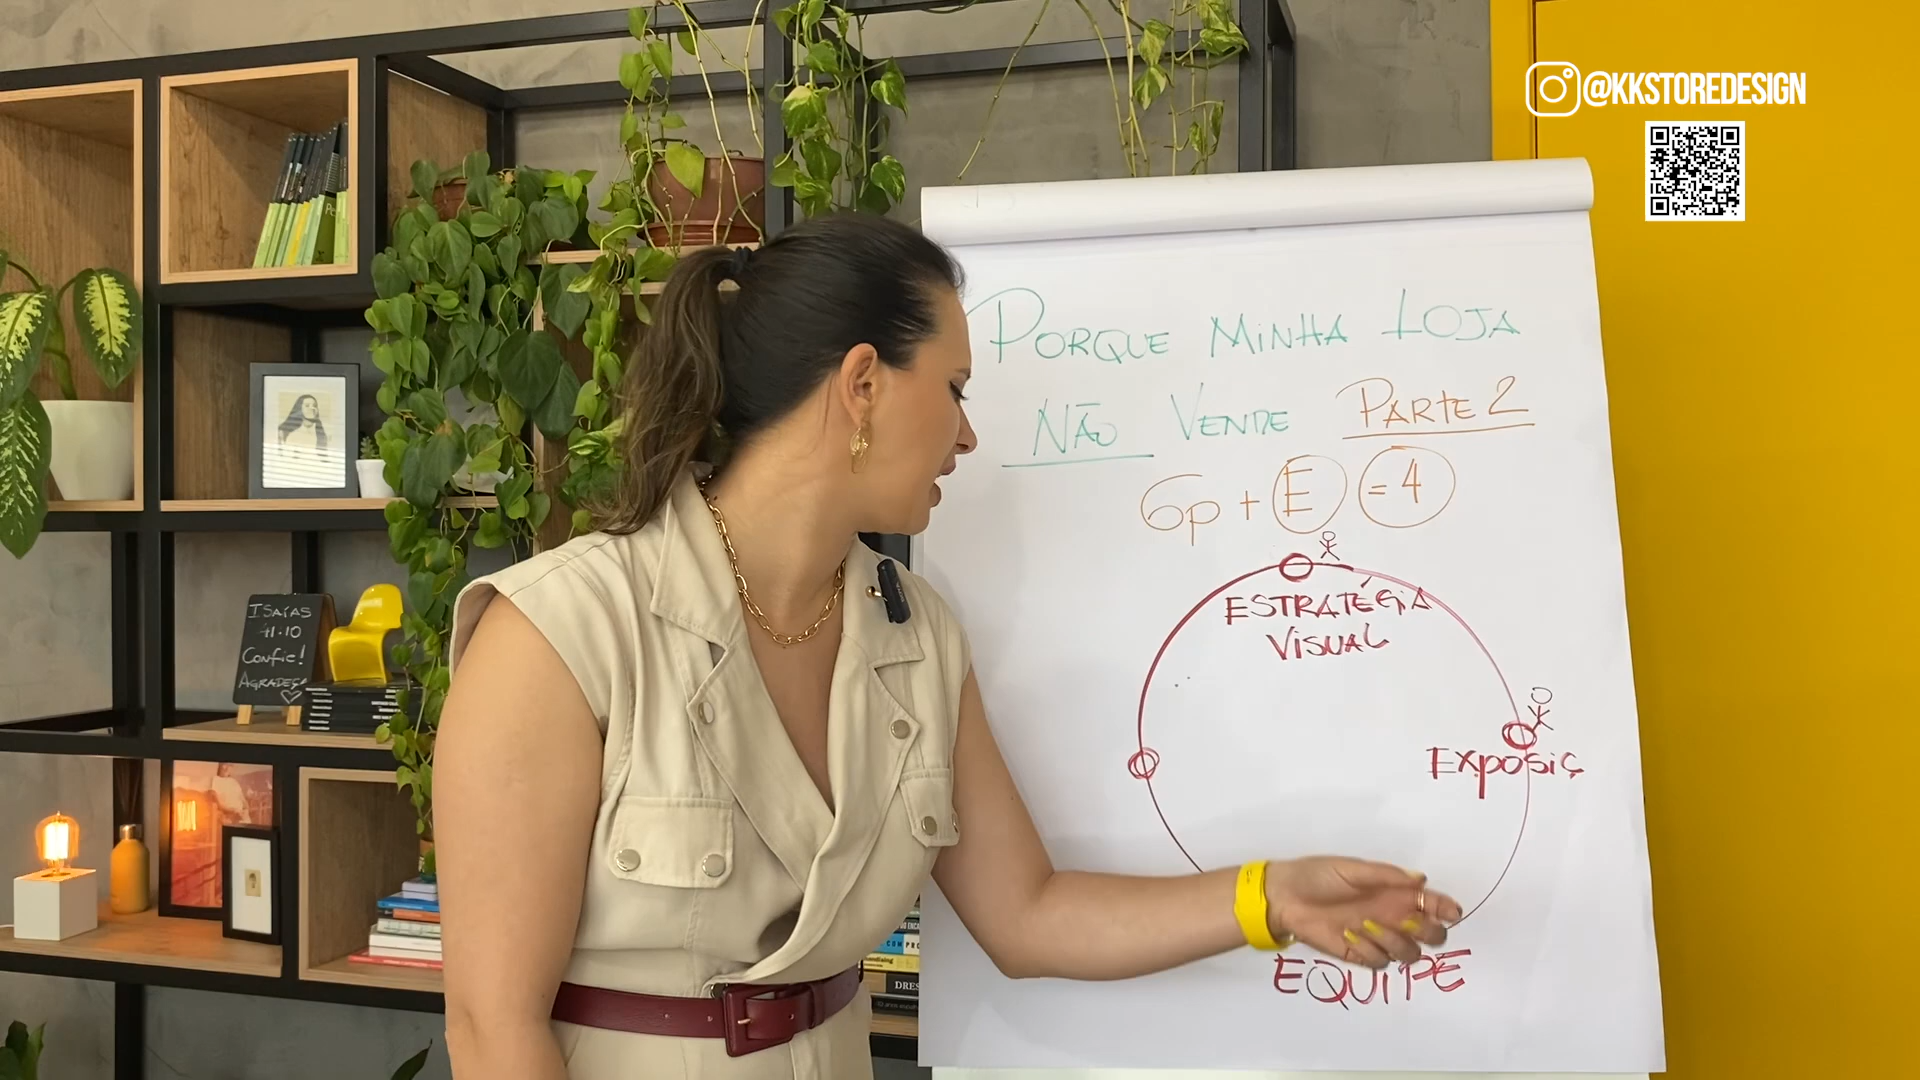 @KKSTOREDESIGN
PORQUE MINHA LOJA
NÃO VENDE PARTE 2
6p + E = 4
ESTRATÉGIA
VISUAL
EXPOSIÇ
EQUIPE
ISAÍAS
41.10
Confie!
AGRADEÇA
DRES